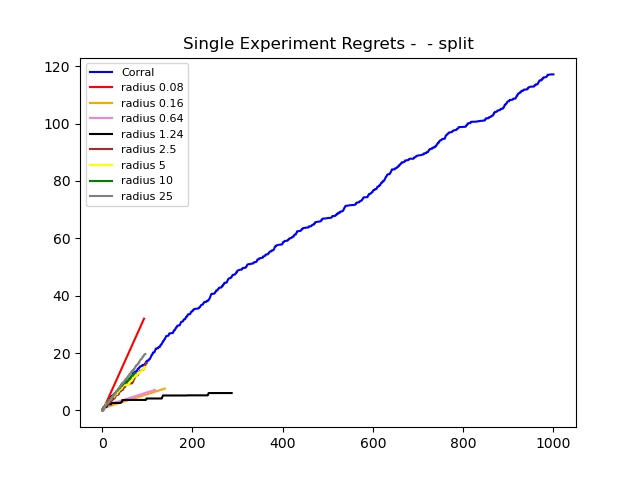 Single Experiment Regrets -  - split
Corral
radius 0.08
radius 0.16
radius 0.64
radius 1.24
radius 2.5
radius 5
radius 10
radius 25
120
100
80
60
40
20
0
0 200 400 600 800 1000